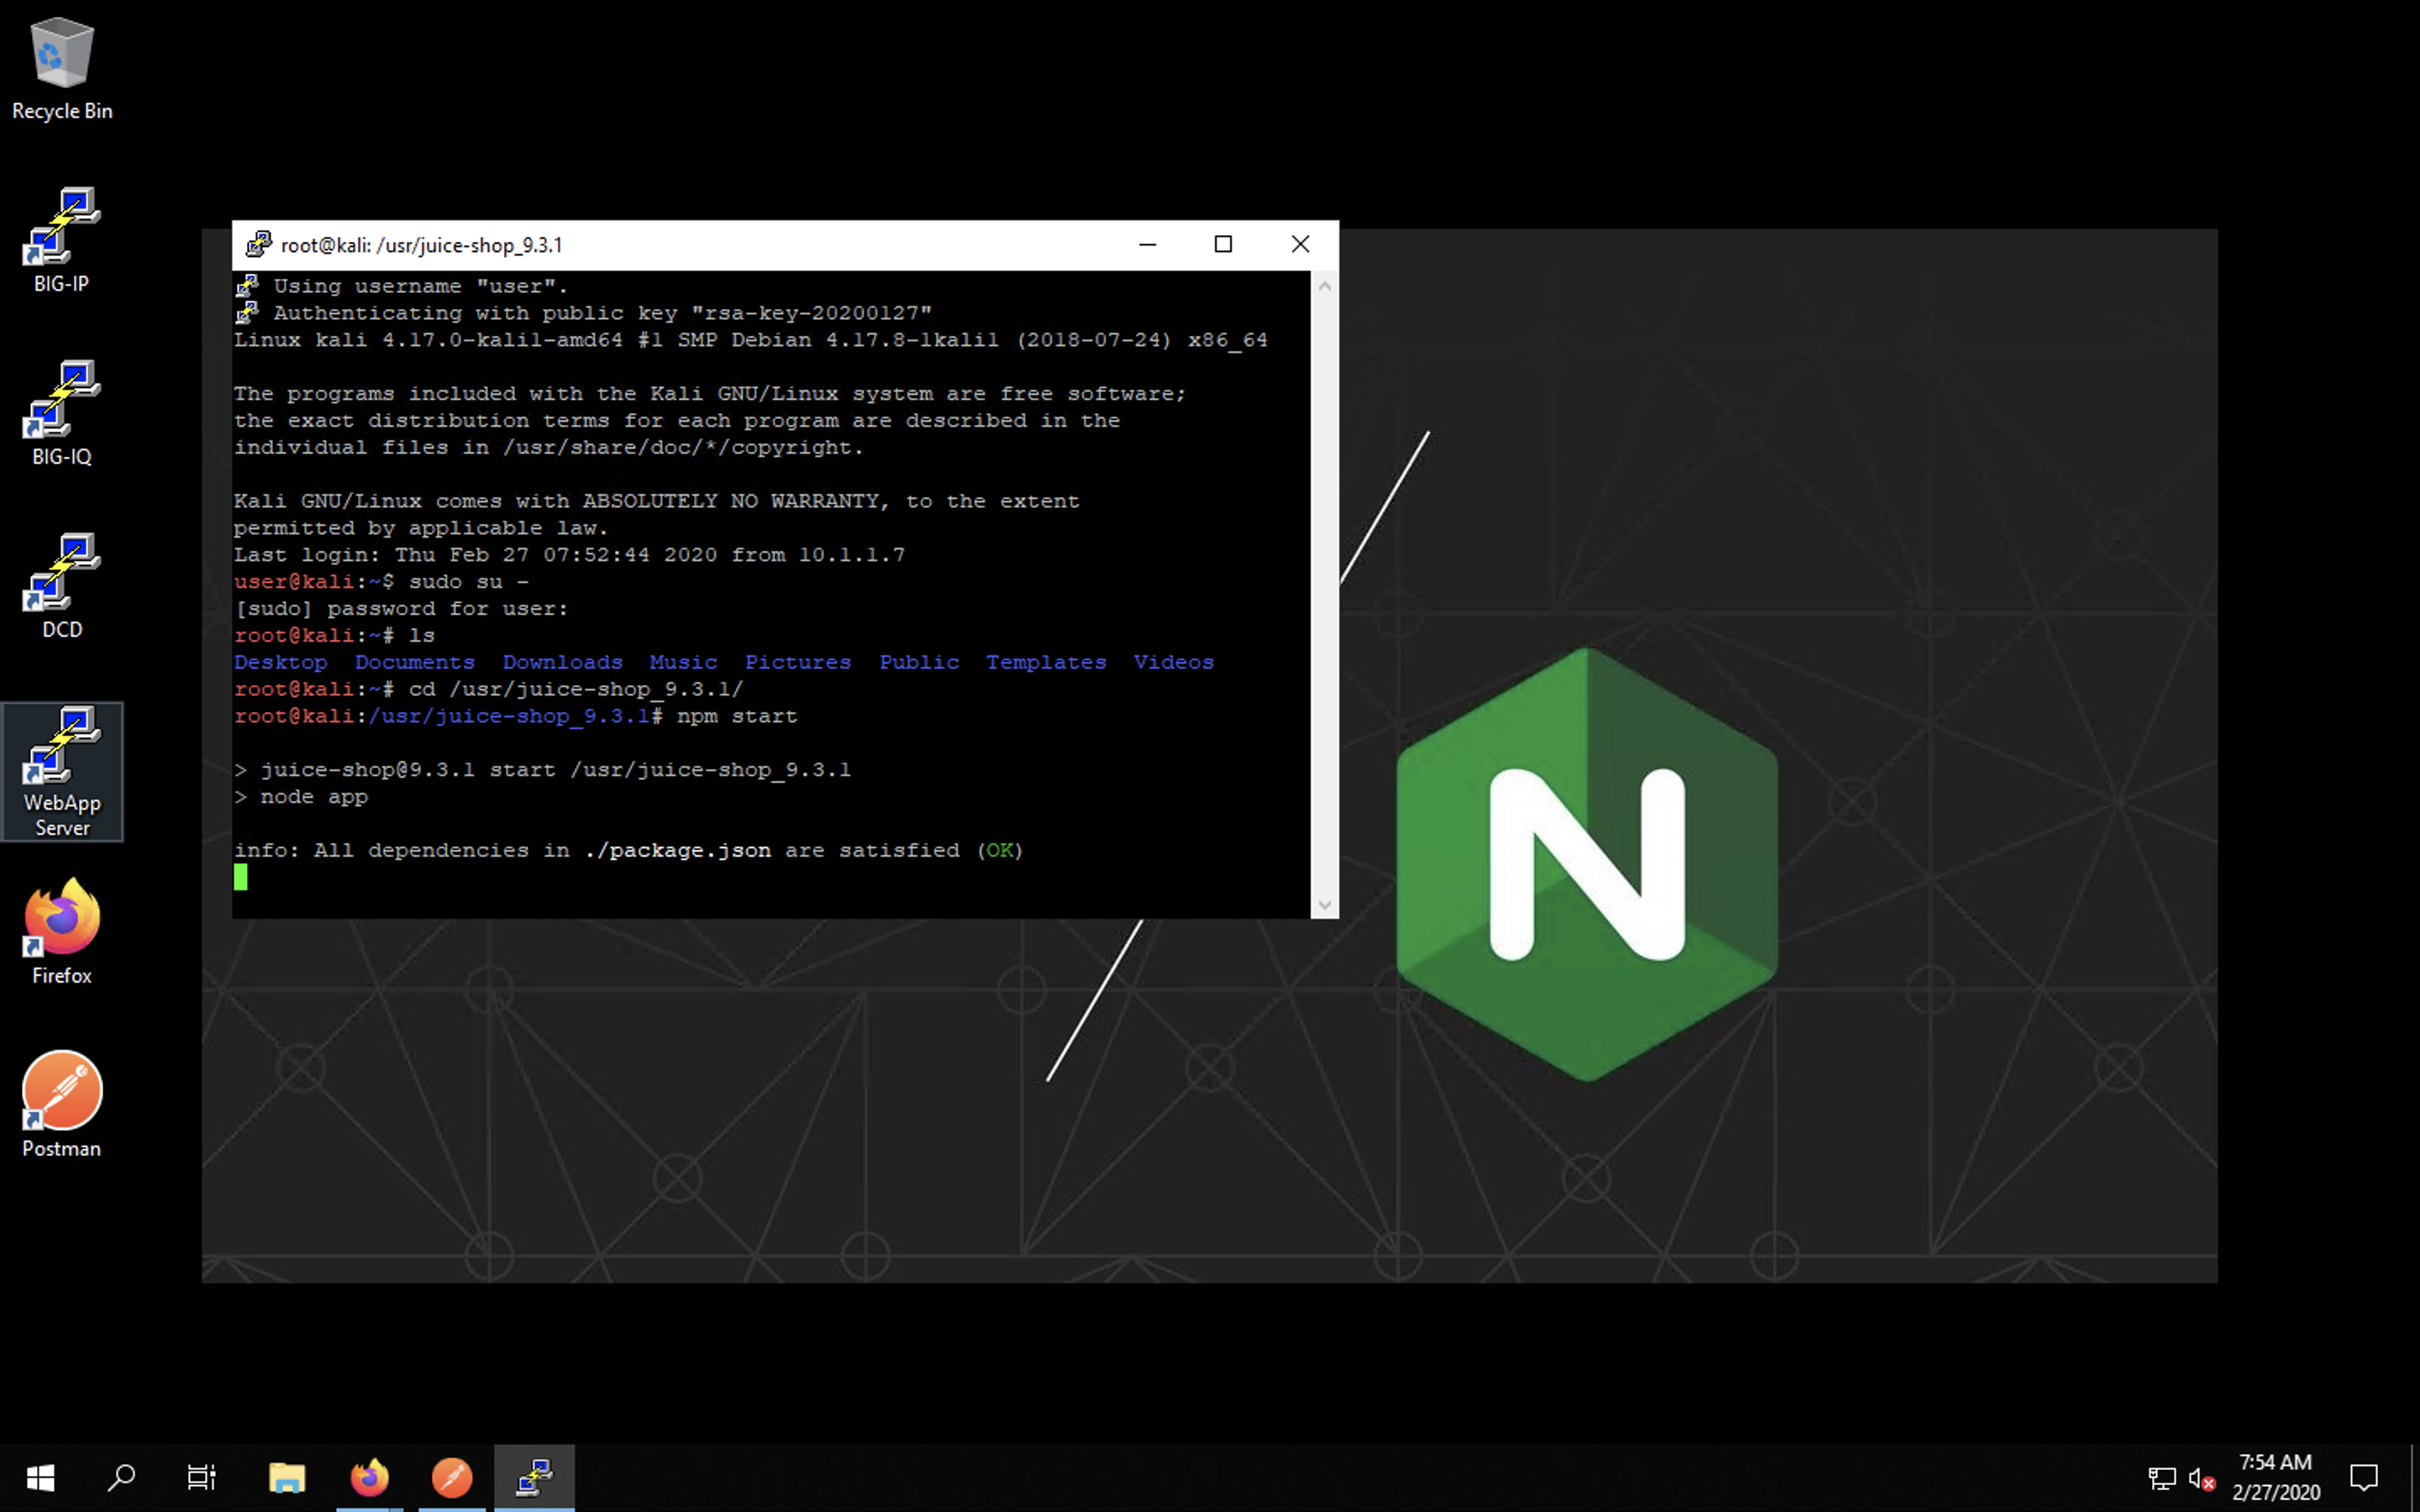 Recycle Bin
BIG-IP
BIG-IQ
DCD
WebApp
Server
Firefox
Postman
root@kali: /usr/juice-shop_9.3.1
Using username "user".
Authenticating with public key "rsa-key-20200127"
Linux kali 4.17.0-kali1-amd64 #1 SMP Debian 4.17.8-1kali1 (2018-07-24) x86_64
The programs included with the Kali GNU/Linux system are free software;
the exact distribution terms for each program are described in the
individual files in /usr/share/doc/*/copyright.
Kali GNU/Linux comes with ABSOLUTELY NO WARRANTY, to the extent
permitted by applicable law.
Last login: Thu Feb 27 07:52:44 2020 from 10.1.1.7
user@kali:~$ sudo su -
[sudo] password for user:
root@kali:~# ls
Desktop  Documents  Downloads  Music  Pictures  Public  Templates  Videos
root@kali:~# cd /usr/juice-shop_9.3.1/
root@kali:/usr/juice-shop_9.3.1# npm start
> juice-shop@9.3.1 start /usr/juice-shop_9.3.1
> node app
info: All dependencies in ./package.json are satisfied (OK)
N
7:54 AM
2/27/2020